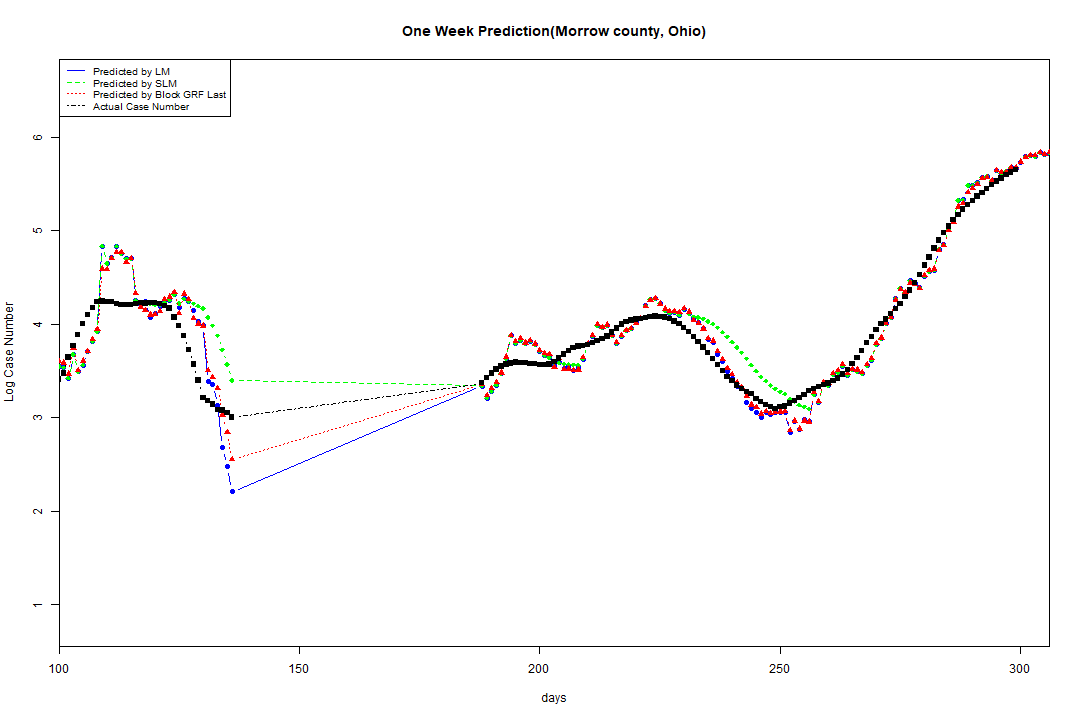 One Week Prediction(Morrow county, Ohio)
Predicted by LM
Predicted by SLM
Predicted by Block GRF Last
Actual Case Number
6
5
4
3
2
1
Log Case Number
100
150
200
250
300
days